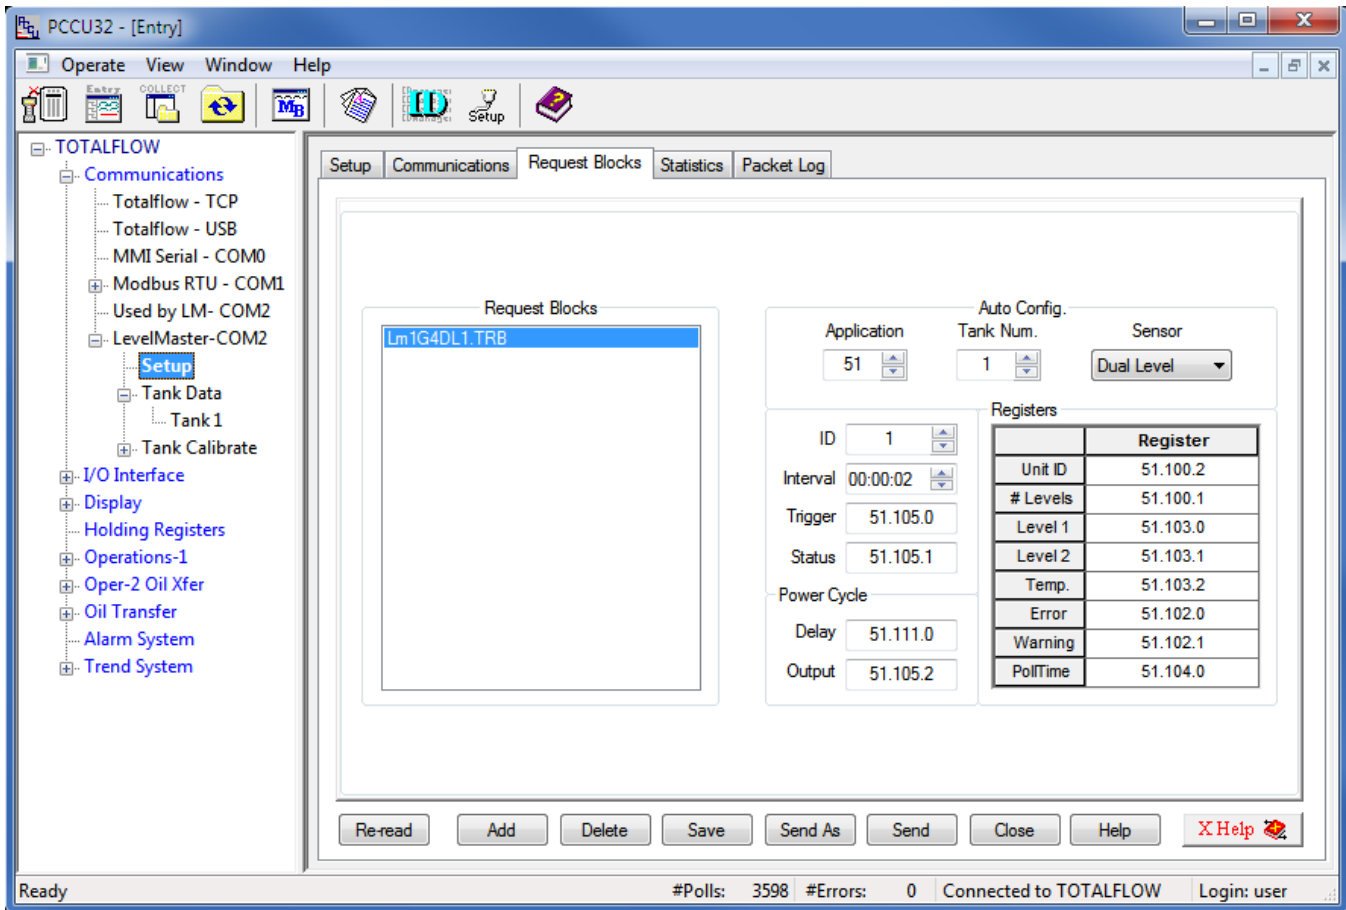 PCCU32 - [Entry]
Operate View Window Help
Entry COLLECT MB ID Setup
TOTALFLOW
Communications
Totalflow - TCP
Totalflow - USB
MMI Serial - COM0
Modbus RTU - COM1
Used by LM- COM2
LevelMaster-COM2
Setup
Tank Data
Tank 1
Tank Calibrate
I/O Interface
Display
Holding Registers
Operations-1
Oper-2 Oil Xfer
Oil Transfer
Alarm System
Trend System
Setup Communications Request Blocks Statistics Packet Log
Request Blocks
Lm1G4DL1.TRB
Auto Config.
Application Tank Num. Sensor
51 1 Dual Level
ID 1
Interval 00:00:02
Trigger 51.105.0
Status 51.105.1
Power Cycle
Delay 51.111.0
Output 51.105.2
Registers
Register
Unit ID 51.100.2
# Levels 51.100.1
Level 1 51.103.0
Level 2 51.103.1
Temp. 51.103.2
Error 51.102.0
Warning 51.102.1
PollTime 51.104.0
Re-read Add Delete Save Send As Send Close Help X Help
Ready #Polls: 3598 #Errors: 0 Connected to TOTALFLOW Login: user